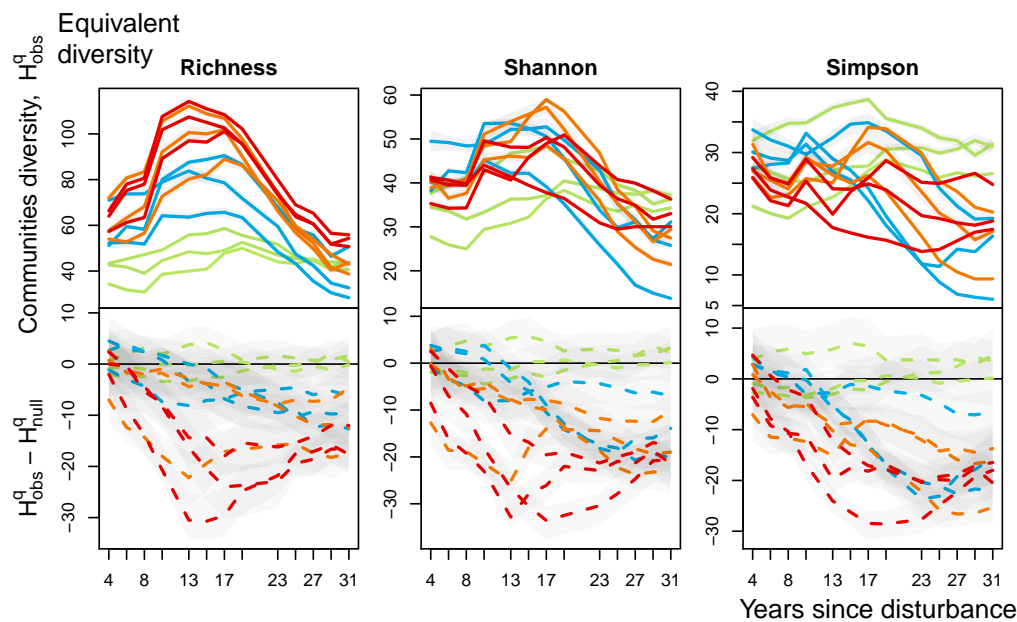 Equivalent
diversity
Richness
Shannon
Simpson
Communities diversity, H^q_obs
40 60 80 100
20 30 40 50 60
5 10 15 20 25 30 35 40
H^q_obs − H^q_null
−30 −20 −10 0 10
−30 −20 −10 0 10
−30 −20 −10 0 10
4 8 13 17 23 27 31
4 8 13 17 23 27 31
4 8 13 17 23 27 31
Years since disturbance